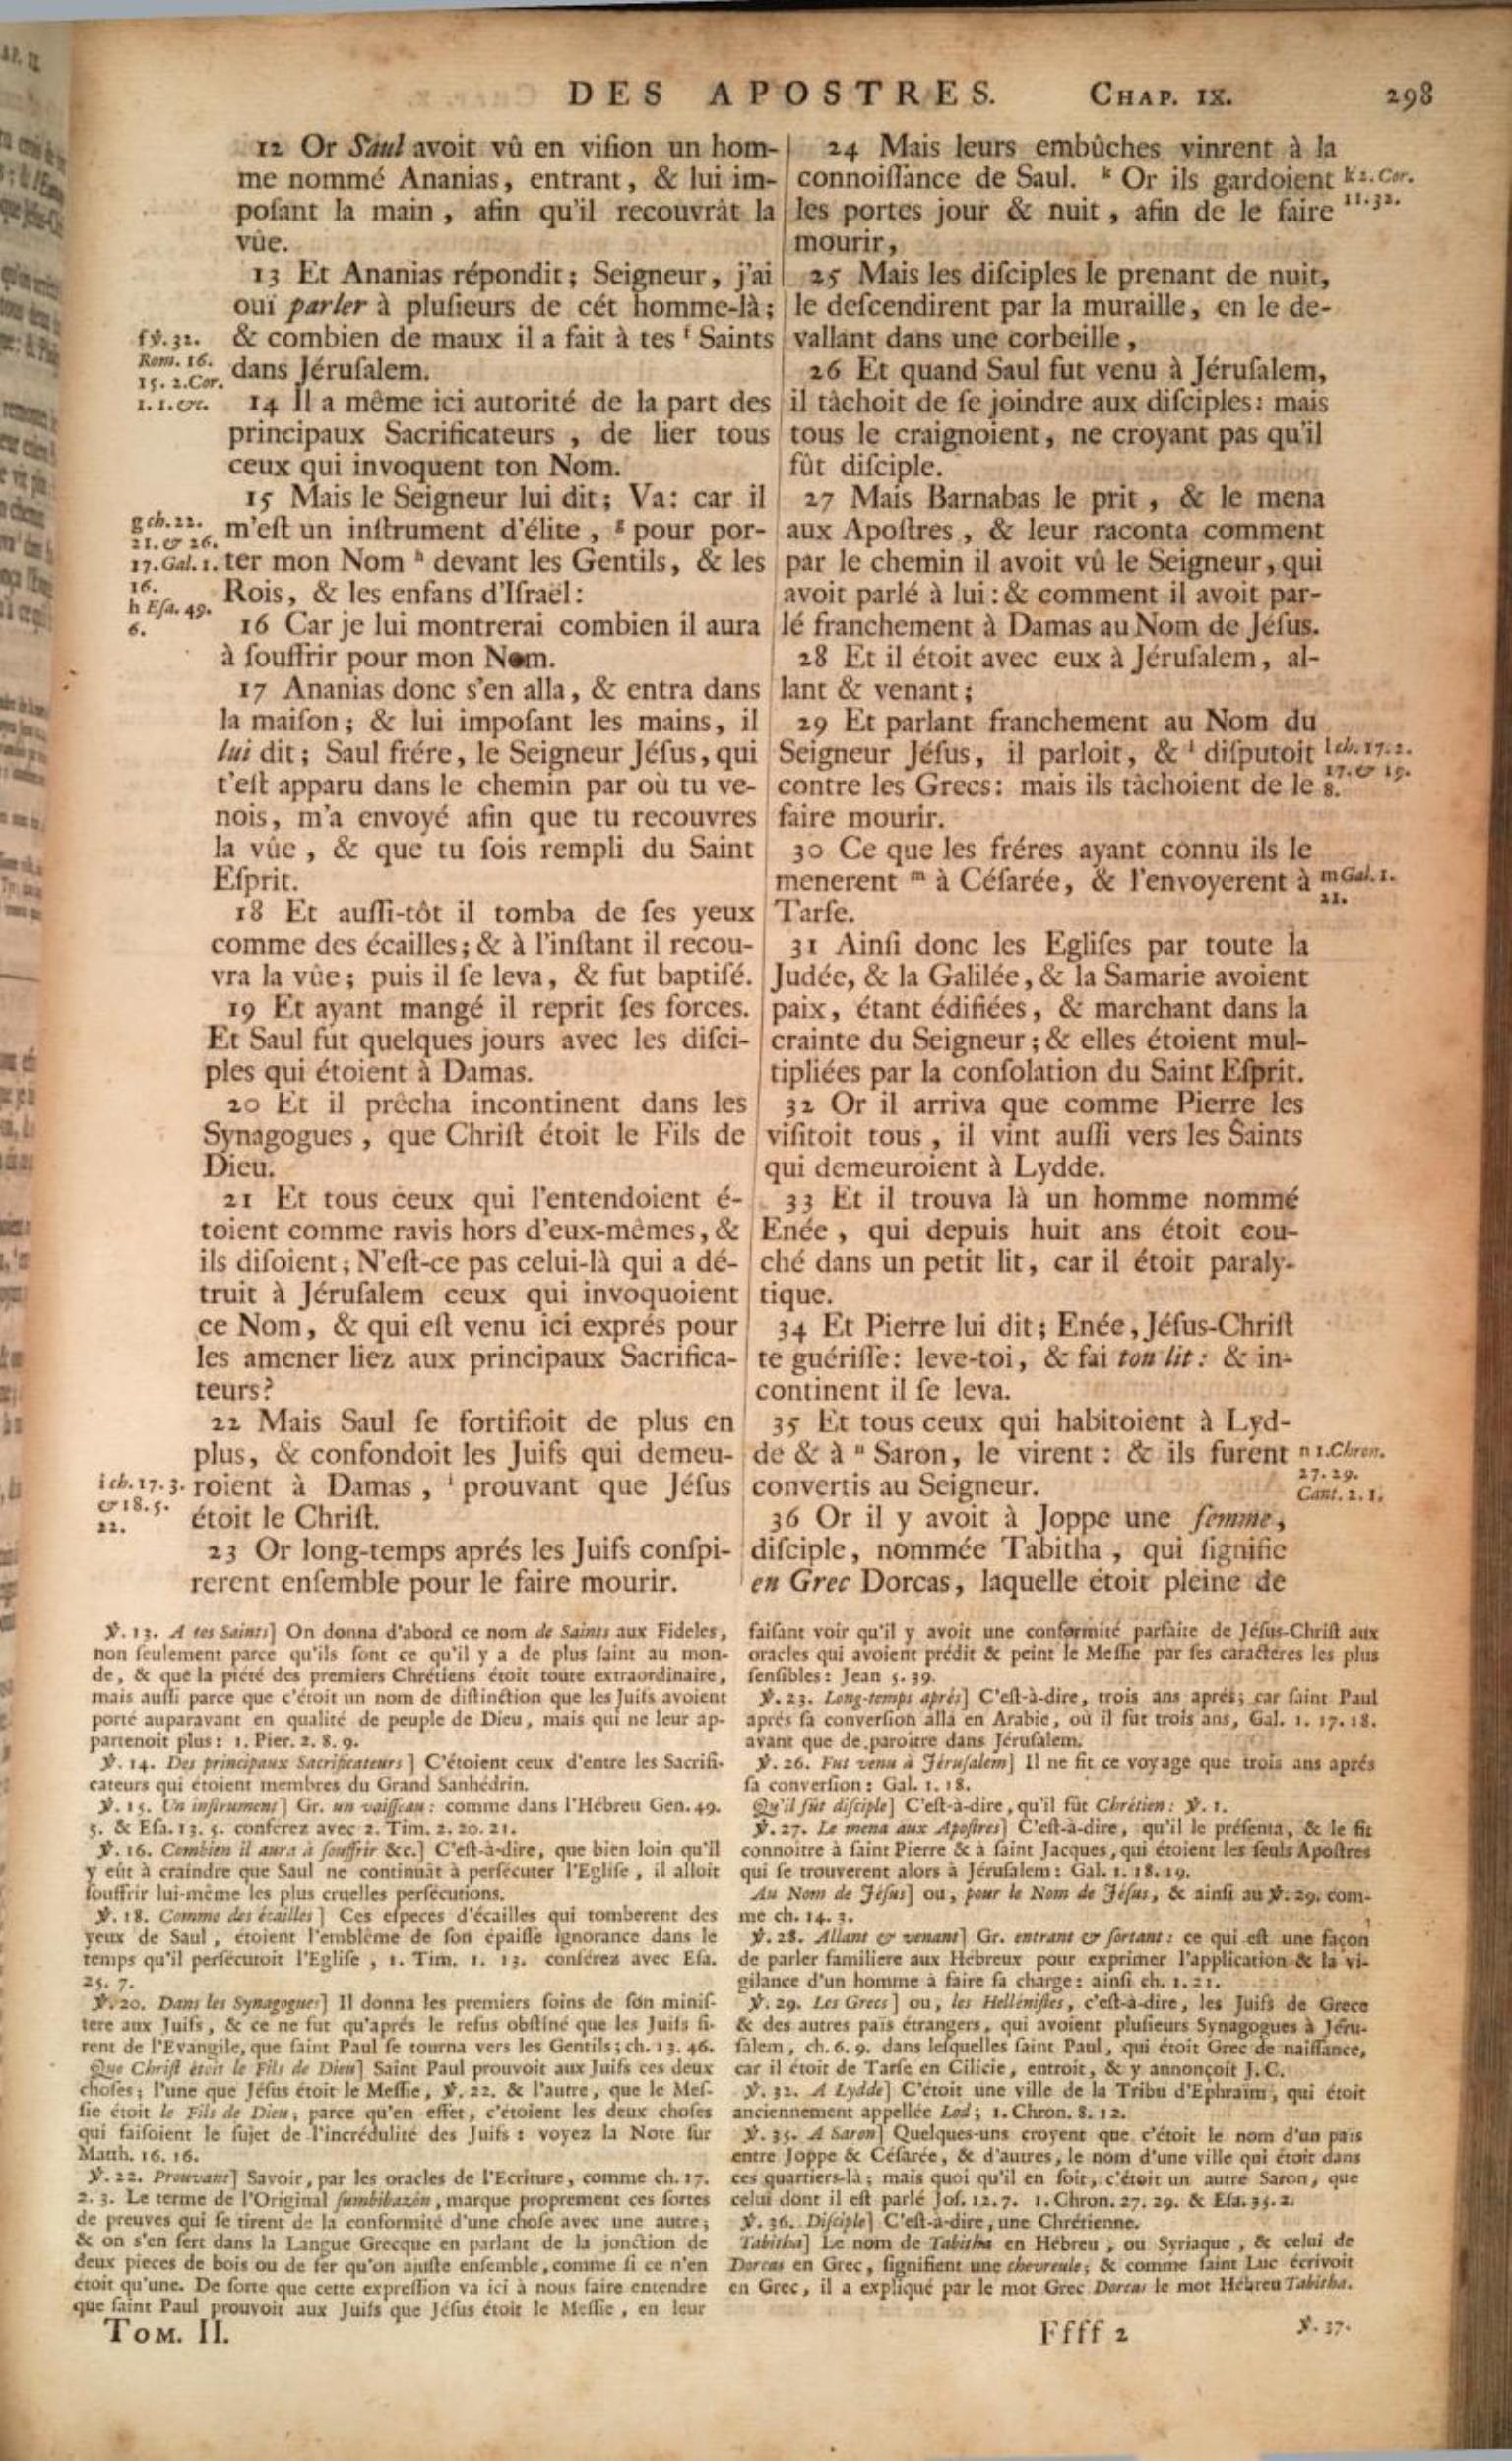 DES APOSTRES. CHAP. IX. 298
12 Or Saul avoit vû en viſion un hom-
me nommé Ananias, entrant, & lui im-
poſant la main, afin qu'il recouvrât la
vûe.
13 Et Ananias répondit; Seigneur, j'ai
ouï parler à pluſieurs de cét homme-là;
& combien de maux il a fait à tes ᶠ Saints
dans Jéruſalem.
14 Il a même ici autorité de la part des
principaux Sacrificateurs, de lier tous
ceux qui invoquent ton Nom.
15 Mais le Seigneur lui dit; Va: car il
m'eſt un inſtrument d'élite, ᵍ pour por-
ter mon Nom ʰ devant les Gentils, & les
Rois, & les enfans d'Iſraël:
16 Car je lui montrerai combien il aura
à ſouffrir pour mon Nom.
17 Ananias donc s'en alla, & entra dans
la maiſon; & lui impoſant les mains, il
lui dit; Saul frére, le Seigneur Jéſus, qui
t'eſt apparu dans le chemin par où tu ve-
nois, m'a envoyé afin que tu recouvres
la vûe, & que tu ſois rempli du Saint
Eſprit.
18 Et auſſi-tôt il tomba de ſes yeux
comme des écailles; & à l'inſtant il recou-
vra la vûe; puis il ſe leva, & fut baptiſé.
19 Et ayant mangé il reprit ſes forces.
Et Saul fut quelques jours avec les diſci-
ples qui étoient à Damas.
20 Et il prêcha incontinent dans les
Synagogues, que Chriſt étoit le Fils de
Dieu.
21 Et tous ceux qui l'entendoient é-
toient comme ravis hors d'eux-mêmes, &
ils diſoient; N'eſt-ce pas celui-là qui a dé-
truit à Jéruſalem ceux qui invoquoient
ce Nom, & qui eſt venu ici exprés pour
les amener liez aux principaux Sacrifica-
teurs?
22 Mais Saul ſe fortifioit de plus en
plus, & confondoit les Juifs qui demeu-
roient à Damas, ⁱ prouvant que Jéſus
étoit le Chriſt.
23 Or long-temps aprés les Juifs conſpi-
rerent enſemble pour le faire mourir.
f ℣. 32.
Rom. 16.
15. 2. Cor.
1. 1. &c.
g ch. 22.
21. & 26.
17. Gal. 1.
16.
h Eſa. 49.
6.
i ch. 17. 3.
& 18. 5.
22.
24 Mais leurs embûches vinrent à la
connoiſſance de Saul. ᵏ Or ils gardoient
les portes jour & nuit, afin de le faire
mourir,
25 Mais les diſciples le prenant de nuit,
le deſcendirent par la muraille, en le de-
vallant dans une corbeille,
26 Et quand Saul fut venu à Jéruſalem,
il tâchoit de ſe joindre aux diſciples: mais
tous le craignoient, ne croyant pas qu'il
fût diſciple.
27 Mais Barnabas le prit, & le mena
aux Apoſtres, & leur raconta comment
par le chemin il avoit vû le Seigneur, qui
avoit parlé à lui: & comment il avoit par-
lé franchement à Damas au Nom de Jéſus.
28 Et il étoit avec eux à Jéruſalem, al-
lant & venant;
29 Et parlant franchement au Nom du
Seigneur Jéſus, il parloit, & ˡ diſputoit
contre les Grecs: mais ils tâchoient de le
faire mourir.
30 Ce que les fréres ayant connu ils le
menerent ᵐ à Céſarée, & l'envoyerent à
Tarſe.
31 Ainſi donc les Egliſes par toute la
Judée, & la Galilée, & la Samarie avoient
paix, étant édifiées, & marchant dans la
crainte du Seigneur; & elles étoient mul-
tipliées par la conſolation du Saint Eſprit.
32 Or il arriva que comme Pierre les
viſitoit tous, il vint auſſi vers les Saints
qui demeuroient à Lydde.
33 Et il trouva là un homme nommé
Enée, qui depuis huit ans étoit cou-
ché dans un petit lit, car il étoit paraly-
tique.
34 Et Pierre lui dit; Enée, Jéſus-Chriſt
te guériſſe: leve-toi, & fai ton lit: & in-
continent il ſe leva.
35 Et tous ceux qui habitoient à Lyd-
de & à ⁿ Saron, le virent: & ils furent
convertis au Seigneur.
36 Or il y avoit à Joppe une femme,
diſciple, nommée Tabitha, qui ſignifie
en Grec Dorcas, laquelle étoit pleine de
k 2. Cor.
11. 32.
l ch. 17. 2.
17. & 19.
8.
m Gal. 1.
21.
n 1. Chron.
27. 29.
Cant. 2. 1.
℣. 13. A tes Saints] On donna d'abord ce nom de Saints aux Fideles,
non ſeulement parce qu'ils ſont ce qu'il y a de plus ſaint au mon-
de, & que la piété des premiers Chrétiens étoit toute extraordinaire,
mais auſſi parce que c'étoit un nom de diſtinction que les Juifs avoient
porté auparavant en qualité de peuple de Dieu, mais qui ne leur ap-
partenoit plus: 1. Pier. 2. 8. 9.
℣. 14. Des principaux Sacrificateurs] C'étoient ceux d'entre les Sacrifi-
cateurs qui étoient membres du Grand Sanhédrin.
℣. 15. Un inſtrument] Gr. un vaiſſeau: comme dans l'Hébreu Gen. 49.
5. & Eſa. 13. 5. conférez avec 2. Tim. 2. 20. 21.
℣. 16. Combien il aura à ſouffrir &c.] C'eſt-à-dire, que bien loin qu'il
y eût à craindre que Saul ne continuât à perſécuter l'Egliſe, il alloit
ſouffrir lui-même les plus cruelles perſécutions.
℣. 18. Comme des écailles] Ces eſpeces d'écailles qui tomberent des
yeux de Saul, étoient l'emblême de ſon épaiſſe ignorance dans le
temps qu'il perſécutoit l'Egliſe, 1. Tim. 1. 13. conférez avec Eſa.
25. 7.
℣. 20. Dans les Synagogues] Il donna les premiers ſoins de ſon miniſ-
tere aux Juifs, & ce ne fut qu'aprés le refus obſtiné que les Juifs fi-
rent de l'Evangile, que ſaint Paul ſe tourna vers les Gentils; ch. 13. 46.
Que Chriſt étoit le Fils de Dieu] Saint Paul prouvoit aux Juifs ces deux
choſes; l'une que Jéſus étoit le Meſſie, ℣. 22. & l'autre, que le Meſ-
ſie étoit le Fils de Dieu; parce qu'en effet, c'étoient les deux choſes
qui faiſoient le ſujet de l'incrédulité des Juifs: voyez la Note ſur
Matth. 16. 16.
℣. 22. Prouvant] Savoir, par les oracles de l'Ecriture, comme ch. 17.
2. 3. Le terme de l'Original ſumbibazôn, marque proprement ces ſortes
de preuves qui ſe tirent de la conformité d'une choſe avec une autre;
& on s'en ſert dans la Langue Grecque en parlant de la jonction de
deux pieces de bois ou de fer qu'on ajuſte enſemble, comme ſi ce n'en
étoit qu'une. De ſorte que cette expreſſion va ici à nous faire entendre
que ſaint Paul prouvoit aux Juifs que Jéſus étoit le Meſſie, en leur
faiſant voir qu'il y avoit une conformité parfaite de Jéſus-Chriſt aux
oracles qui avoient prédit & peint le Meſſie par ſes caractéres les plus
ſenſibles: Jean 5. 39.
℣. 23. Long-temps aprés] C'eſt-à-dire, trois ans aprés; car ſaint Paul
aprés ſa converſion alla en Arabie, où il fut trois ans, Gal. 1. 17. 18.
avant que de paroître dans Jéruſalem.
℣. 26. Fut venu à Jéruſalem] Il ne fit ce voyage que trois ans aprés
ſa converſion: Gal. 1. 18.
Qu'il fût diſciple] C'eſt-à-dire, qu'il fût Chrétien: ℣. 1.
℣. 27. Le mena aux Apoſtres] C'eſt-à-dire, qu'il le préſenta, & le fit
connoître à ſaint Pierre & à ſaint Jacques, qui étoient les ſeuls Apoſtres
qui ſe trouverent alors à Jéruſalem: Gal. 1. 18. 19.
Au Nom de Jéſus] ou, pour le Nom de Jéſus, & ainſi au ℣. 29. com-
me ch. 14. 3.
℣. 28. Allant & venant] Gr. entrant & ſortant: ce qui eſt une façon
de parler familiere aux Hébreux pour exprimer l'application & la vi-
gilance d'un homme à faire ſa charge: ainſi ch. 1. 21.
℣. 29. Les Grecs] ou, les Helléniſtes, c'eſt-à-dire, les Juifs de Grece
& des autres païs étrangers, qui avoient pluſieurs Synagogues à Jéru-
ſalem, ch. 6. 9. dans leſquelles ſaint Paul, qui étoit Grec de naiſſance,
car il étoit de Tarſe en Cilicie, entroit, & y annonçoit J. C.
℣. 32. A Lydde] C'étoit une ville de la Tribu d'Ephraïm, qui étoit
anciennement appellée Lod; 1. Chron. 8. 12.
℣. 35. A Saron] Quelques-uns croyent que c'étoit le nom d'un païs
entre Joppe & Céſarée, & d'autres, le nom d'une ville qui étoit dans
ces quartiers-là; mais quoi qu'il en ſoit, c'étoit un autre Saron, que
celui dont il eſt parlé Joſ. 12. 7. 1. Chron. 27. 29. & Eſa. 35. 2.
℣. 36. Diſciple] C'eſt-à-dire, une Chrétienne.
Tabitha] Le nom de Tabitha en Hébreu, ou Syriaque, & celui de
Dorcas en Grec, ſignifient une chevreule; & comme ſaint Luc écrivoit
en Grec, il a expliqué par le mot Grec Dorcas le mot Hébreu Tabitha.
TOM. II. Ffff 2 ℣. 37.